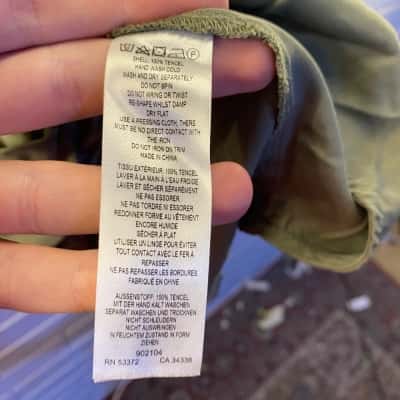 SHELL: 100% TENCEL
HAND WASH COLD
WASH AND DRY SEPARATELY
DO NOT SPIN
DO NOT WRING OR TWIST
RE-SHAPE WHILST DAMP
DRY FLAT
USE A PRESSING CLOTH, THERE
MUST BE NO DIRECT CONTACT WITH
THE IRON
DO NOT IRON ON TRIM
MADE IN CHINA
TISSU EXTÉRIEUR: 100% TENCEL
LAVER À LA MAIN À L'EAU FROIDE
LAVER ET SÉCHER SÉPARÉMENT
NE PAS ESSORER
NE PAS TORDRE NI ESSORER
REDONNER FORME AU VÊTEMENT
ENCORE HUMIDE
SÉCHER À PLAT
UTILISER UN LINGE POUR ÉVITER
TOUT CONTACT AVEC LE FER À
REPASSER
NE PAS REPASSER LES BORDURES
FABRIQUÉ EN CHINE
AUSSENSTOFF: 100% TENCEL
MIT DER HAND KALT WASCHEN
SEPARAT WASCHEN UND TROCKNEN
NICHT SCHLEUDERN
NICHT AUSWRINGEN
IN FEUCHTEM ZUSTAND IN FORM
ZIEHEN
902104
RN 53372 CA 34336